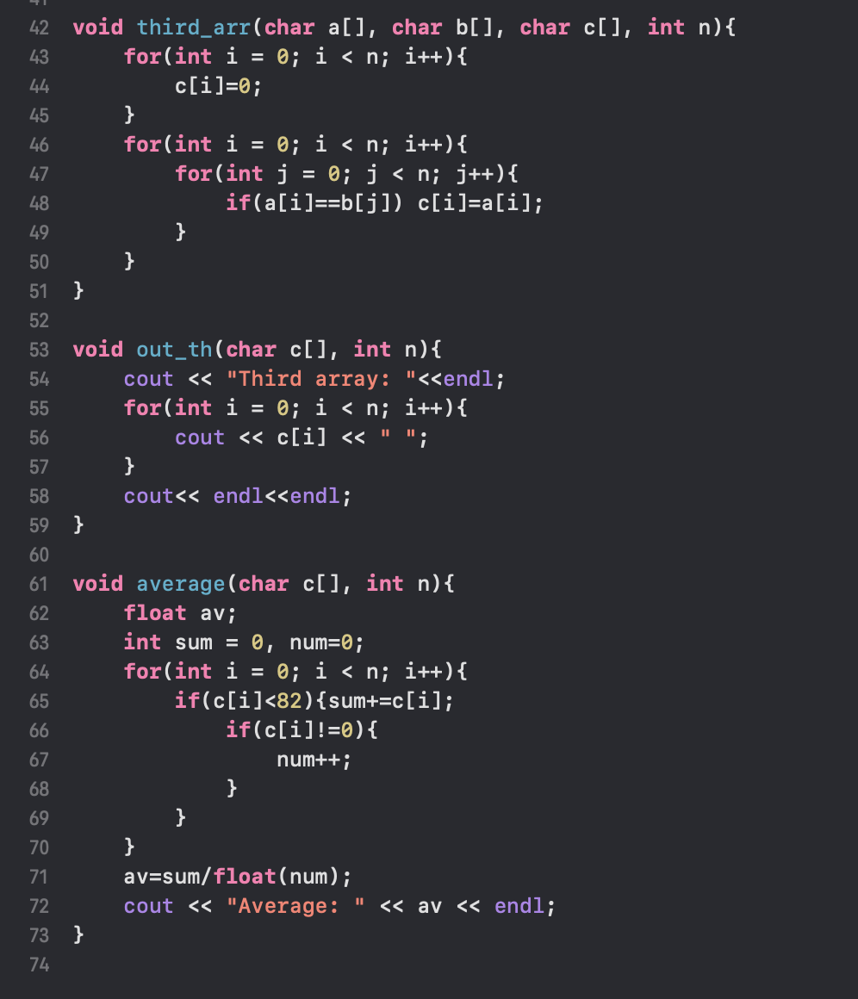 41
42 void third_arr(char a[], char b[], char c[], int n){
43     for(int i = 0; i < n; i++){
44         c[i]=0;
45     }
46     for(int i = 0; i < n; i++){
47         for(int j = 0; j < n; j++){
48             if(a[i]==b[j]) c[i]=a[i];
49         }
50     }
51 }
52
53 void out_th(char c[], int n){
54     cout << "Third array: "<<endl;
55     for(int i = 0; i < n; i++){
56         cout << c[i] << " ";
57     }
58     cout<< endl<<endl;
59 }
60
61 void average(char c[], int n){
62     float av;
63     int sum = 0, num=0;
64     for(int i = 0; i < n; i++){
65         if(c[i]<82){sum+=c[i];
66             if(c[i]!=0){
67                 num++;
68             }
69         }
70     }
71     av=sum/float(num);
72     cout << "Average: " << av << endl;
73 }
74